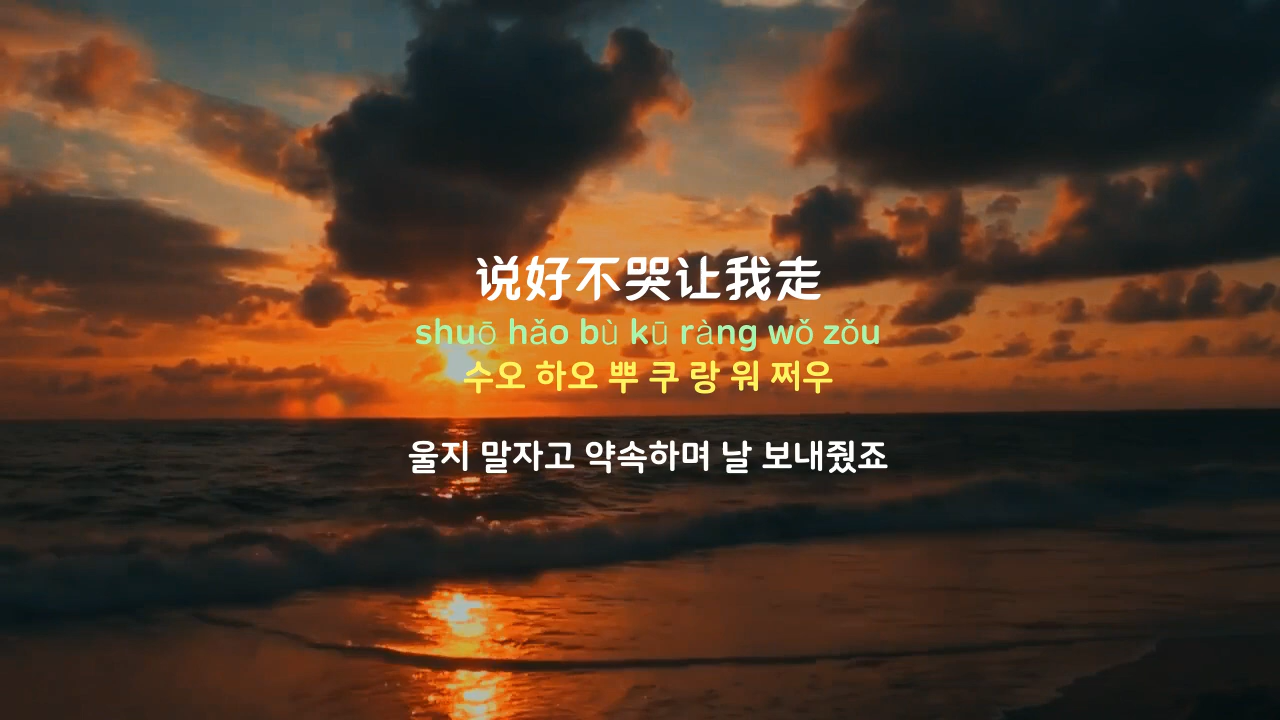 说好不哭让我走
shuō hǎo bù kū ràng wǒ zǒu
수오 하오 뿌 쿠 랑 워 쩌우
울지 말자고 약속하며 날 보내줬죠